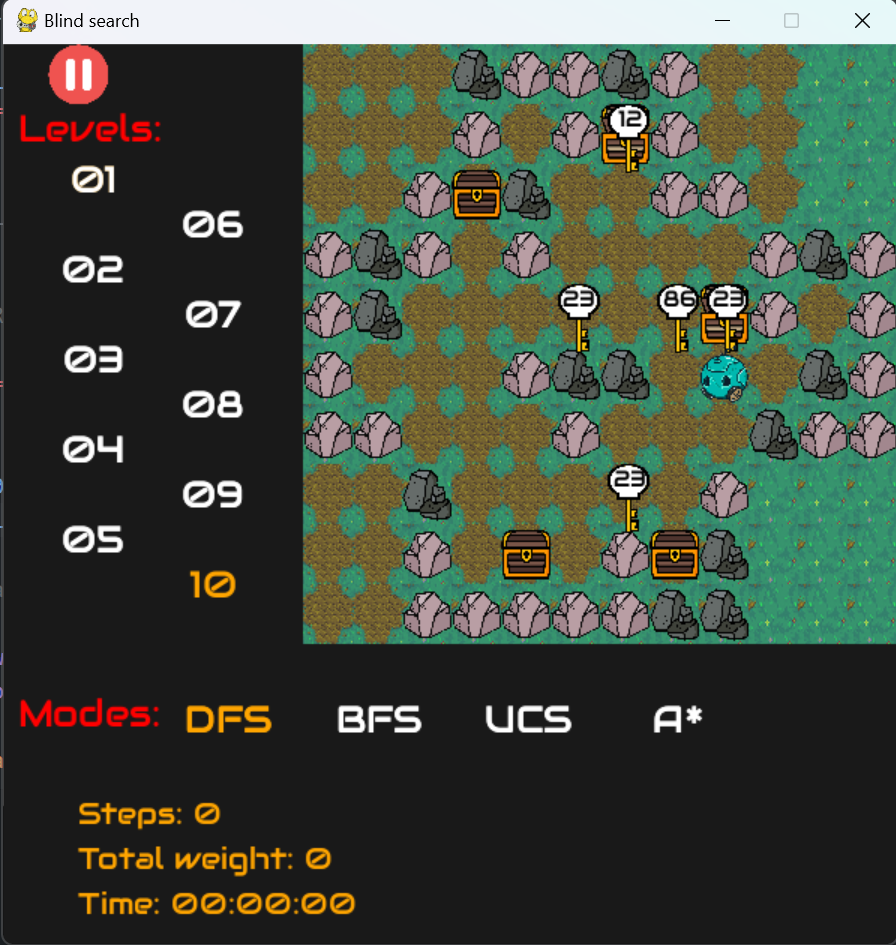 Blind search
Levels:
01
06
02
07
03
08
04
09
05
10
12
23
86
23
23
Modes: DFS BFS UCS A*
Steps: 0
Total weight: 0
Time: 00:00:00